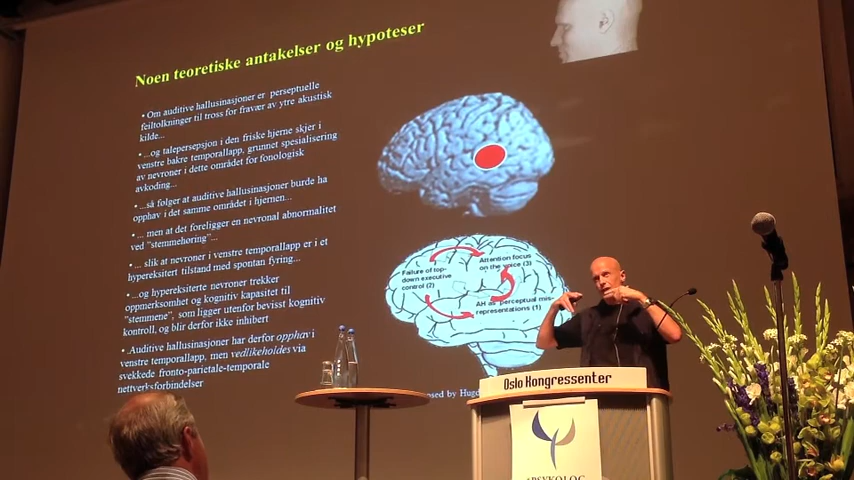 Noen teoretiske antakelser og hypoteser
• Om auditive hallusinasjoner er perseptuelle
feiltolkninger til tross for fravær av ytre akustisk
kilde...
• ...og talepersepsjon i den friske hjerne skjer i
venstre bakre temporallapp, grunnet spesialisering
av nevroner i dette området for fonologisk
avkoding...
• ...så følger at auditive hallusinasjoner burde ha
opphav i det samme området i hjernen...
• ... men at det foreligger en nevronal abnormalitet
ved "stemmehøring"...
• ... slik at nevroner i venstre temporallapp er i et
hypereksitert tilstand med spontan fyring...
• ...og hypereksiterte nevroner trekker
oppmerksomhet og kognitiv kapasitet til
"stemmene", som ligger utenfor bevisst kognitiv
kontroll, og blir derfor ikke inhibert
• .Auditive hallusinasjoner har derfor opphav i
venstre temporallapp, men vedlikeholdes via
svekkede fronto-parietale-temporale
nettverksforbindelser
Failure of top-
down executive
control (2)
Attention focus
on the voice (3)
AH as perceptual mis-
representations (1)
osed by Hugd
Oslo Kongressenter
PSYKOLOG